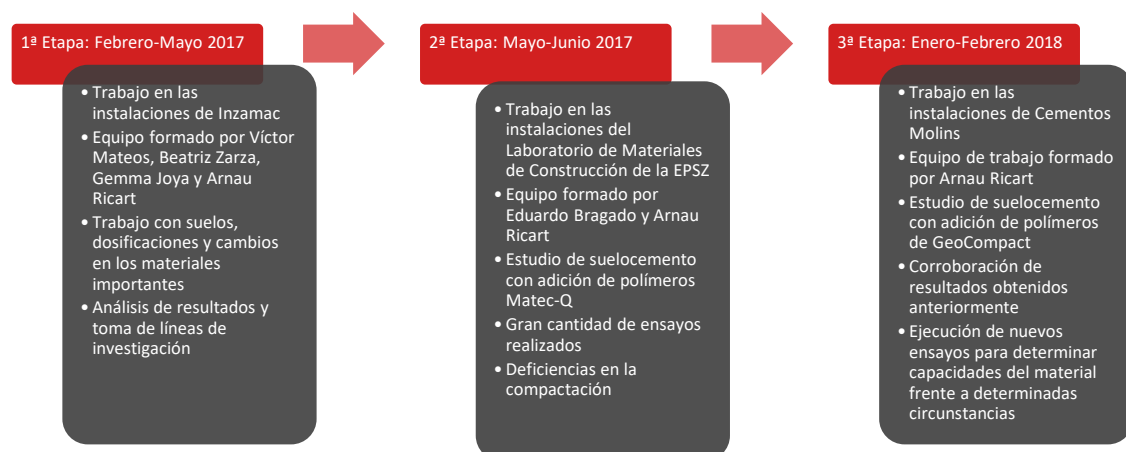 1ª Etapa: Febrero-Mayo 2017
• Trabajo en las
instalaciones de Inzamac
• Equipo formado por Víctor
Mateos, Beatriz Zarza,
Gemma Joya y Arnau
Ricart
• Trabajo con suelos,
dosificaciones y cambios
en los materiales
importantes
• Análisis de resultados y
toma de líneas de
investigación
2ª Etapa: Mayo-Junio 2017
• Trabajo en las
instalaciones del
Laboratorio de Materiales
de Construcción de la EPSZ
• Equipo formado por
Eduardo Bragado y Arnau
Ricart
• Estudio de suelocemento
con adición de polímeros
Matec-Q
• Gran cantidad de ensayos
realizados
• Deficiencias en la
compactación
3ª Etapa: Enero-Febrero 2018
• Trabajo en las
instalaciones de Cementos
Molins
• Equipo de trabajo formado
por Arnau Ricart
• Estudio de suelocemento
con adición de polímeros
de GeoCompact
• Corroboración de
resultados obtenidos
anteriormente
• Ejecución de nuevos
ensayos para determinar
capacidades del material
frente a determinadas
circunstancias